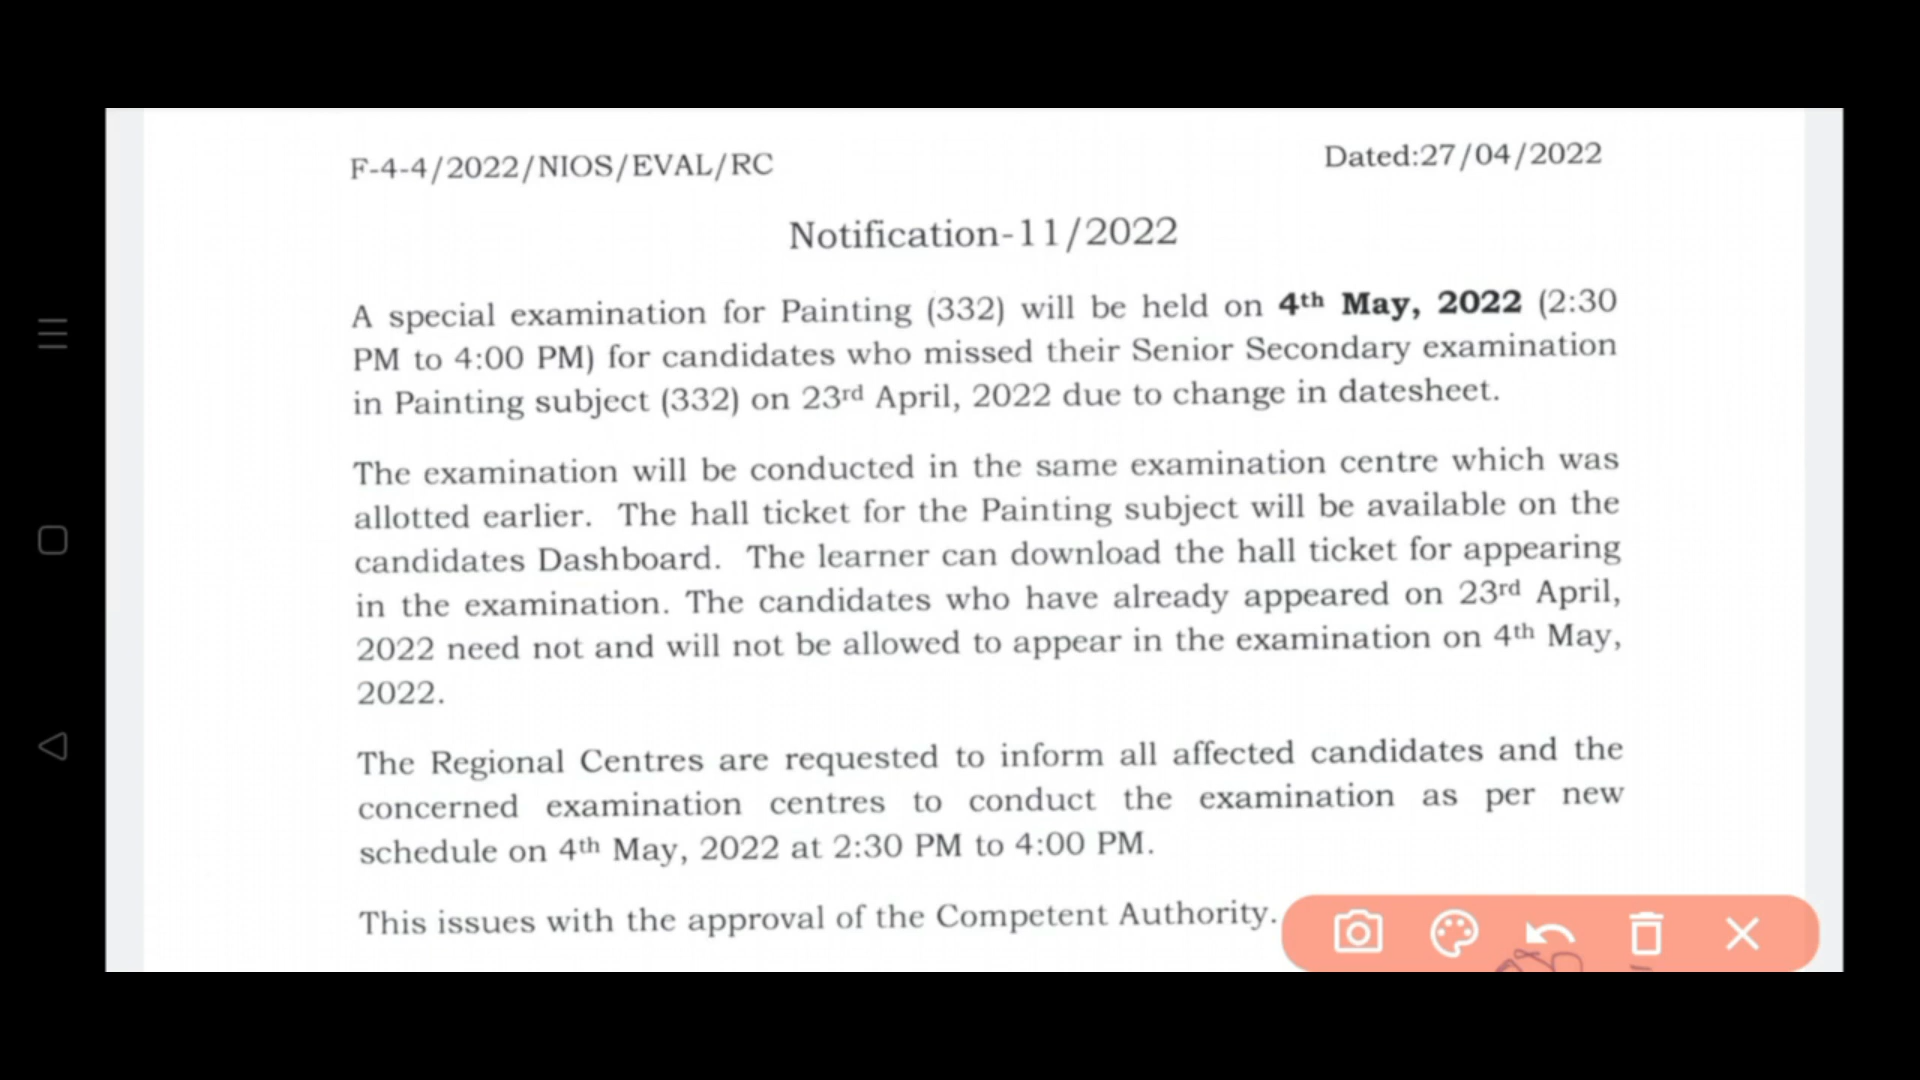 F-4-4/2022/NIOS/EVAL/RC
Dated:27/04/2022
Notification-11/2022
A special examination for Painting (332) will be held on 4th May, 2022 (2:30
PM to 4:00 PM) for candidates who missed their Senior Secondary examination
in Painting subject (332) on 23rd April, 2022 due to change in datesheet.
The examination will be conducted in the same examination centre which was
allotted earlier. The hall ticket for the Painting subject will be available on the
candidates Dashboard. The learner can download the hall ticket for appearing
in the examination. The candidates who have already appeared on 23rd April,
2022 need not and will not be allowed to appear in the examination on 4th May,
2022.
The Regional Centres are requested to inform all affected candidates and the
concerned examination centres to conduct the examination as per new
schedule on 4th May, 2022 at 2:30 PM to 4:00 PM.
This issues with the approval of the Competent Authority.